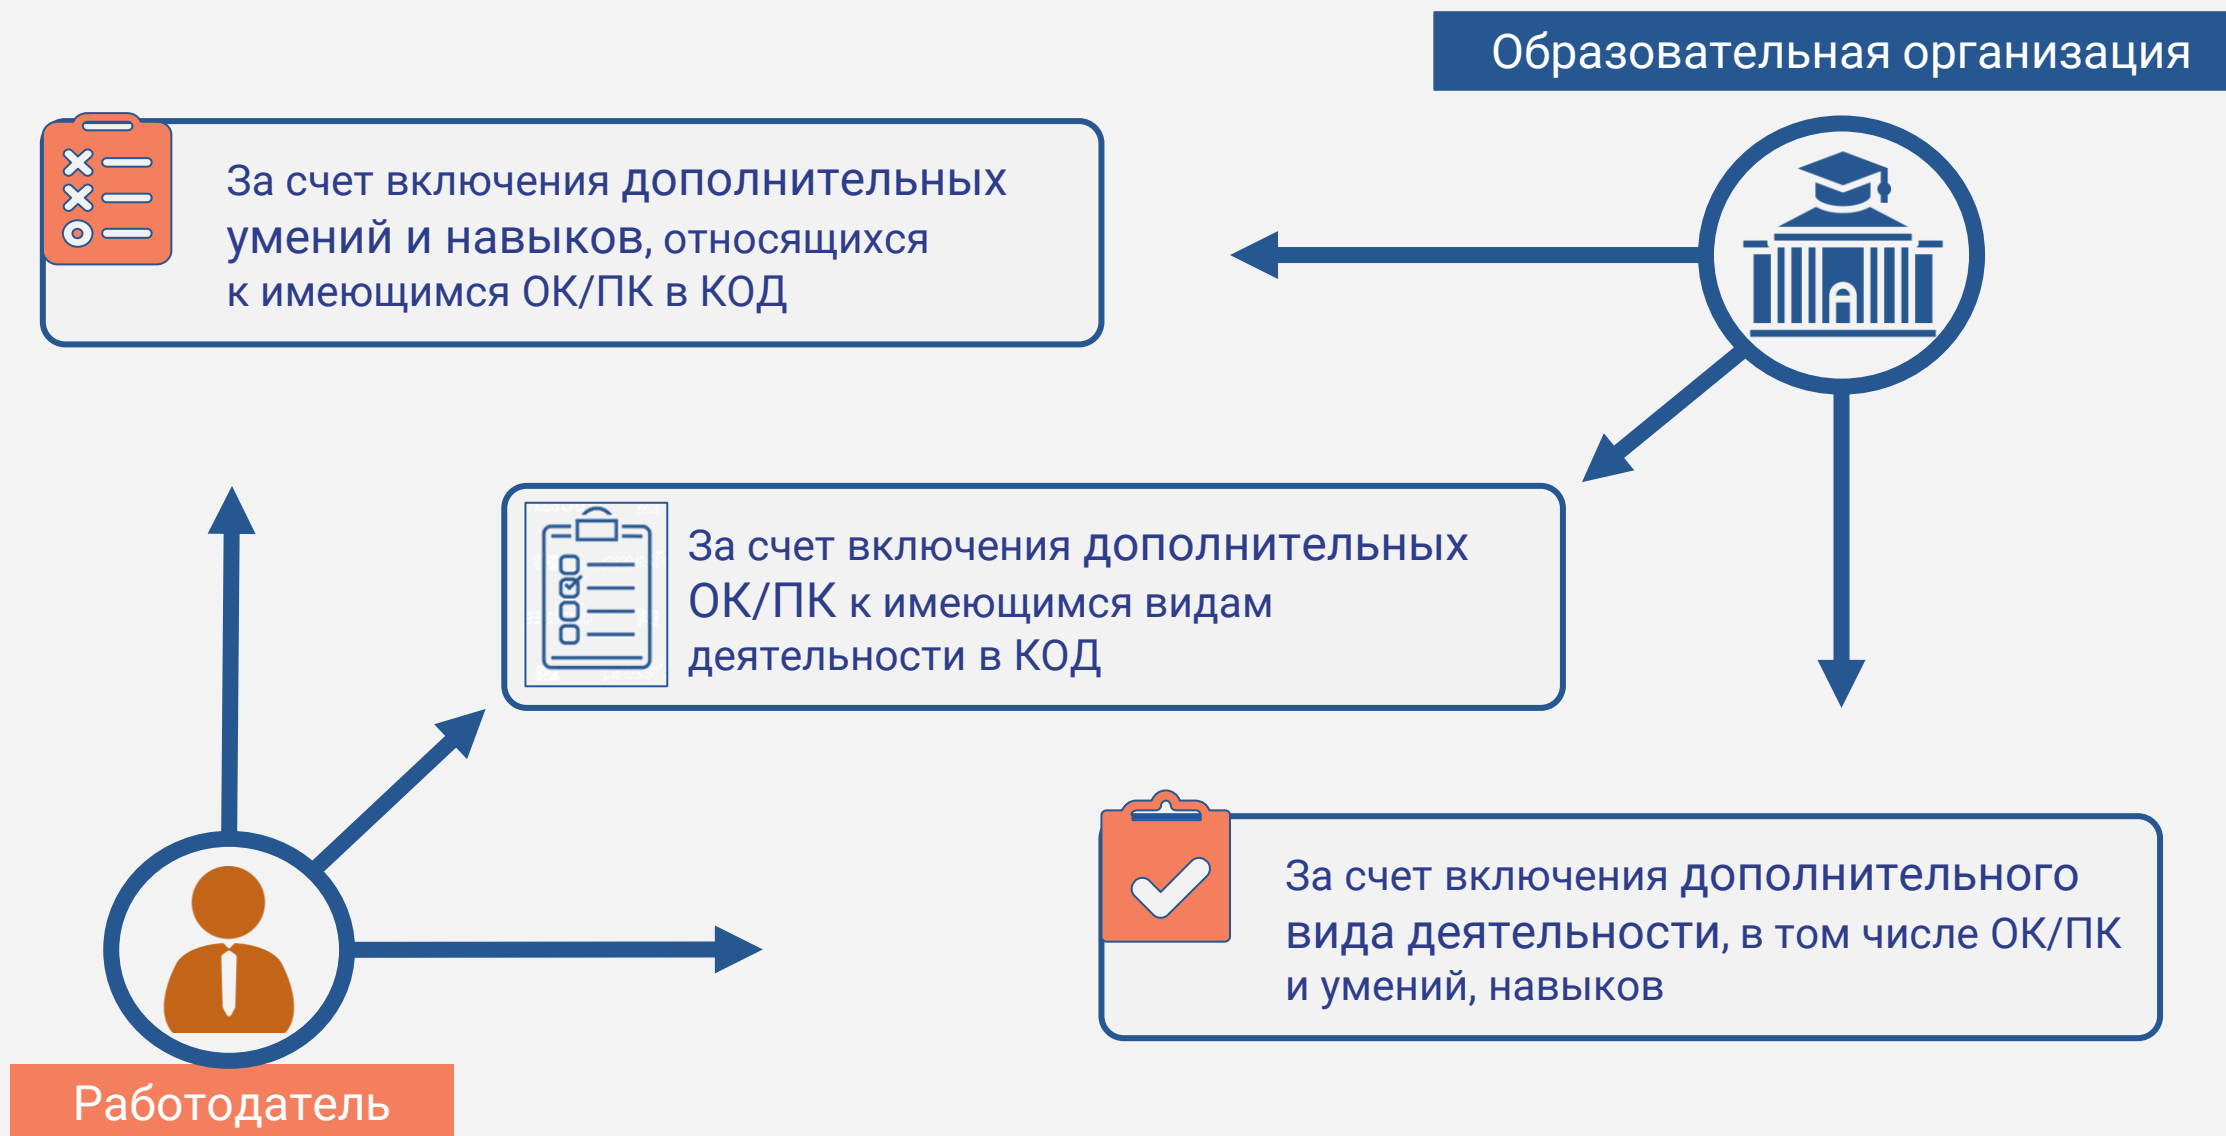 Образовательная организация
За счет включения дополнительных
умений и навыков, относящихся
к имеющимся ОК/ПК в КОД
За счет включения дополнительных
ОК/ПК к имеющимся видам
деятельности в КОД
За счет включения дополнительного
вида деятельности, в том числе ОК/ПК
и умений, навыков
Работодатель